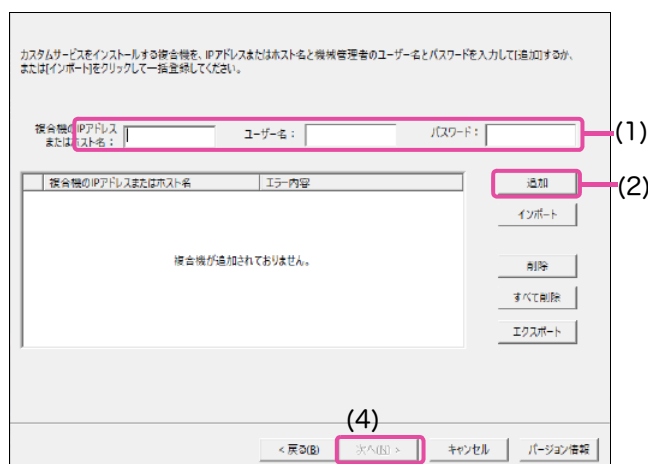 カスタムサービスをインストールする複合機を、IPアドレスまたはホスト名と機械管理者のユーザー名とパスワードを入力して[追加]するか、
または[インポート]をクリックして一括登録してください。
複合機のIPアドレス
またはホスト名：
ユーザー名：
パスワード：
(1)
複合機のIPアドレスまたはホスト名
エラー内容
追加
(2)
インポート
複合機が追加されておりません。
削除
すべて削除
エクスポート
(4)
< 戻る(B)
次へ(N) >
キャンセル
バージョン情報